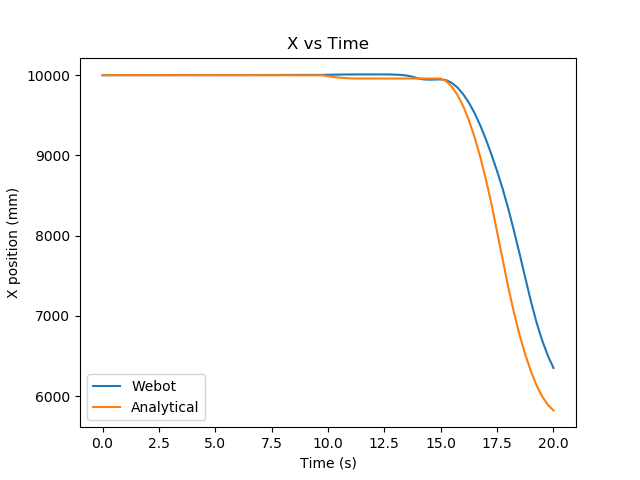 X vs Time
X position (mm)
10000
9000
8000
7000
6000
Webot
Analytical
0.0 2.5 5.0 7.5 10.0 12.5 15.0 17.5 20.0
Time (s)